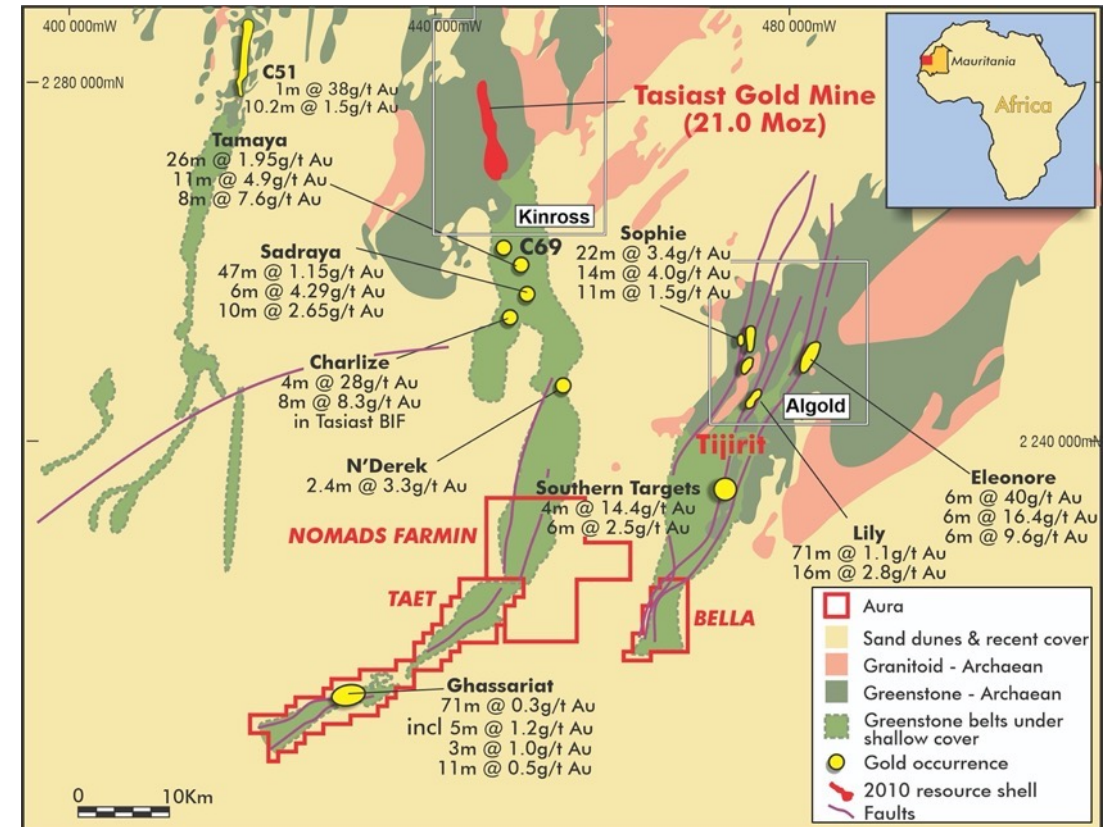 400 000mW
440 000mW
480 000mW
2 280 000mN
Mauritania
Africa
C51
1m @ 38g/t Au
10.2m @ 1.5g/t Au
Tasiast Gold Mine
(21.0 Moz)
Tamaya
26m @ 1.95g/t Au
11m @ 4.9g/t Au
8m @ 7.6g/t Au
Kinross
C69
Sadraya
47m @ 1.15g/t Au
6m @ 4.29g/t Au
10m @ 2.65g/t Au
Sophie
22m @ 3.4g/t Au
14m @ 4.0g/t Au
11m @ 1.5g/t Au
Charlize
4m @ 28g/t Au
8m @ 8.3g/t Au
in Tasiast BIF
Algold
Tijirit
2 240 000mN
N'Derek
2.4m @ 3.3g/t Au
Southern Targets
4m @ 14.4g/t Au
6m @ 2.5g/t Au
Eleonore
6m @ 40g/t Au
6m @ 16.4g/t Au
6m @ 9.6g/t Au
Lily
71m @ 1.1g/t Au
16m @ 2.8g/t Au
NOMADS FARMIN
TAET
BELLA
Ghassariat
71m @ 0.3g/t Au
incl 5m @ 1.2g/t Au
3m @ 1.0g/t Au
11m @ 0.5g/t Au
Aura
Sand dunes & recent cover
Granitoid - Archaean
Greenstone - Archaean
Greenstone belts under
shallow cover
Gold occurrence
2010 resource shell
Faults
0 10Km